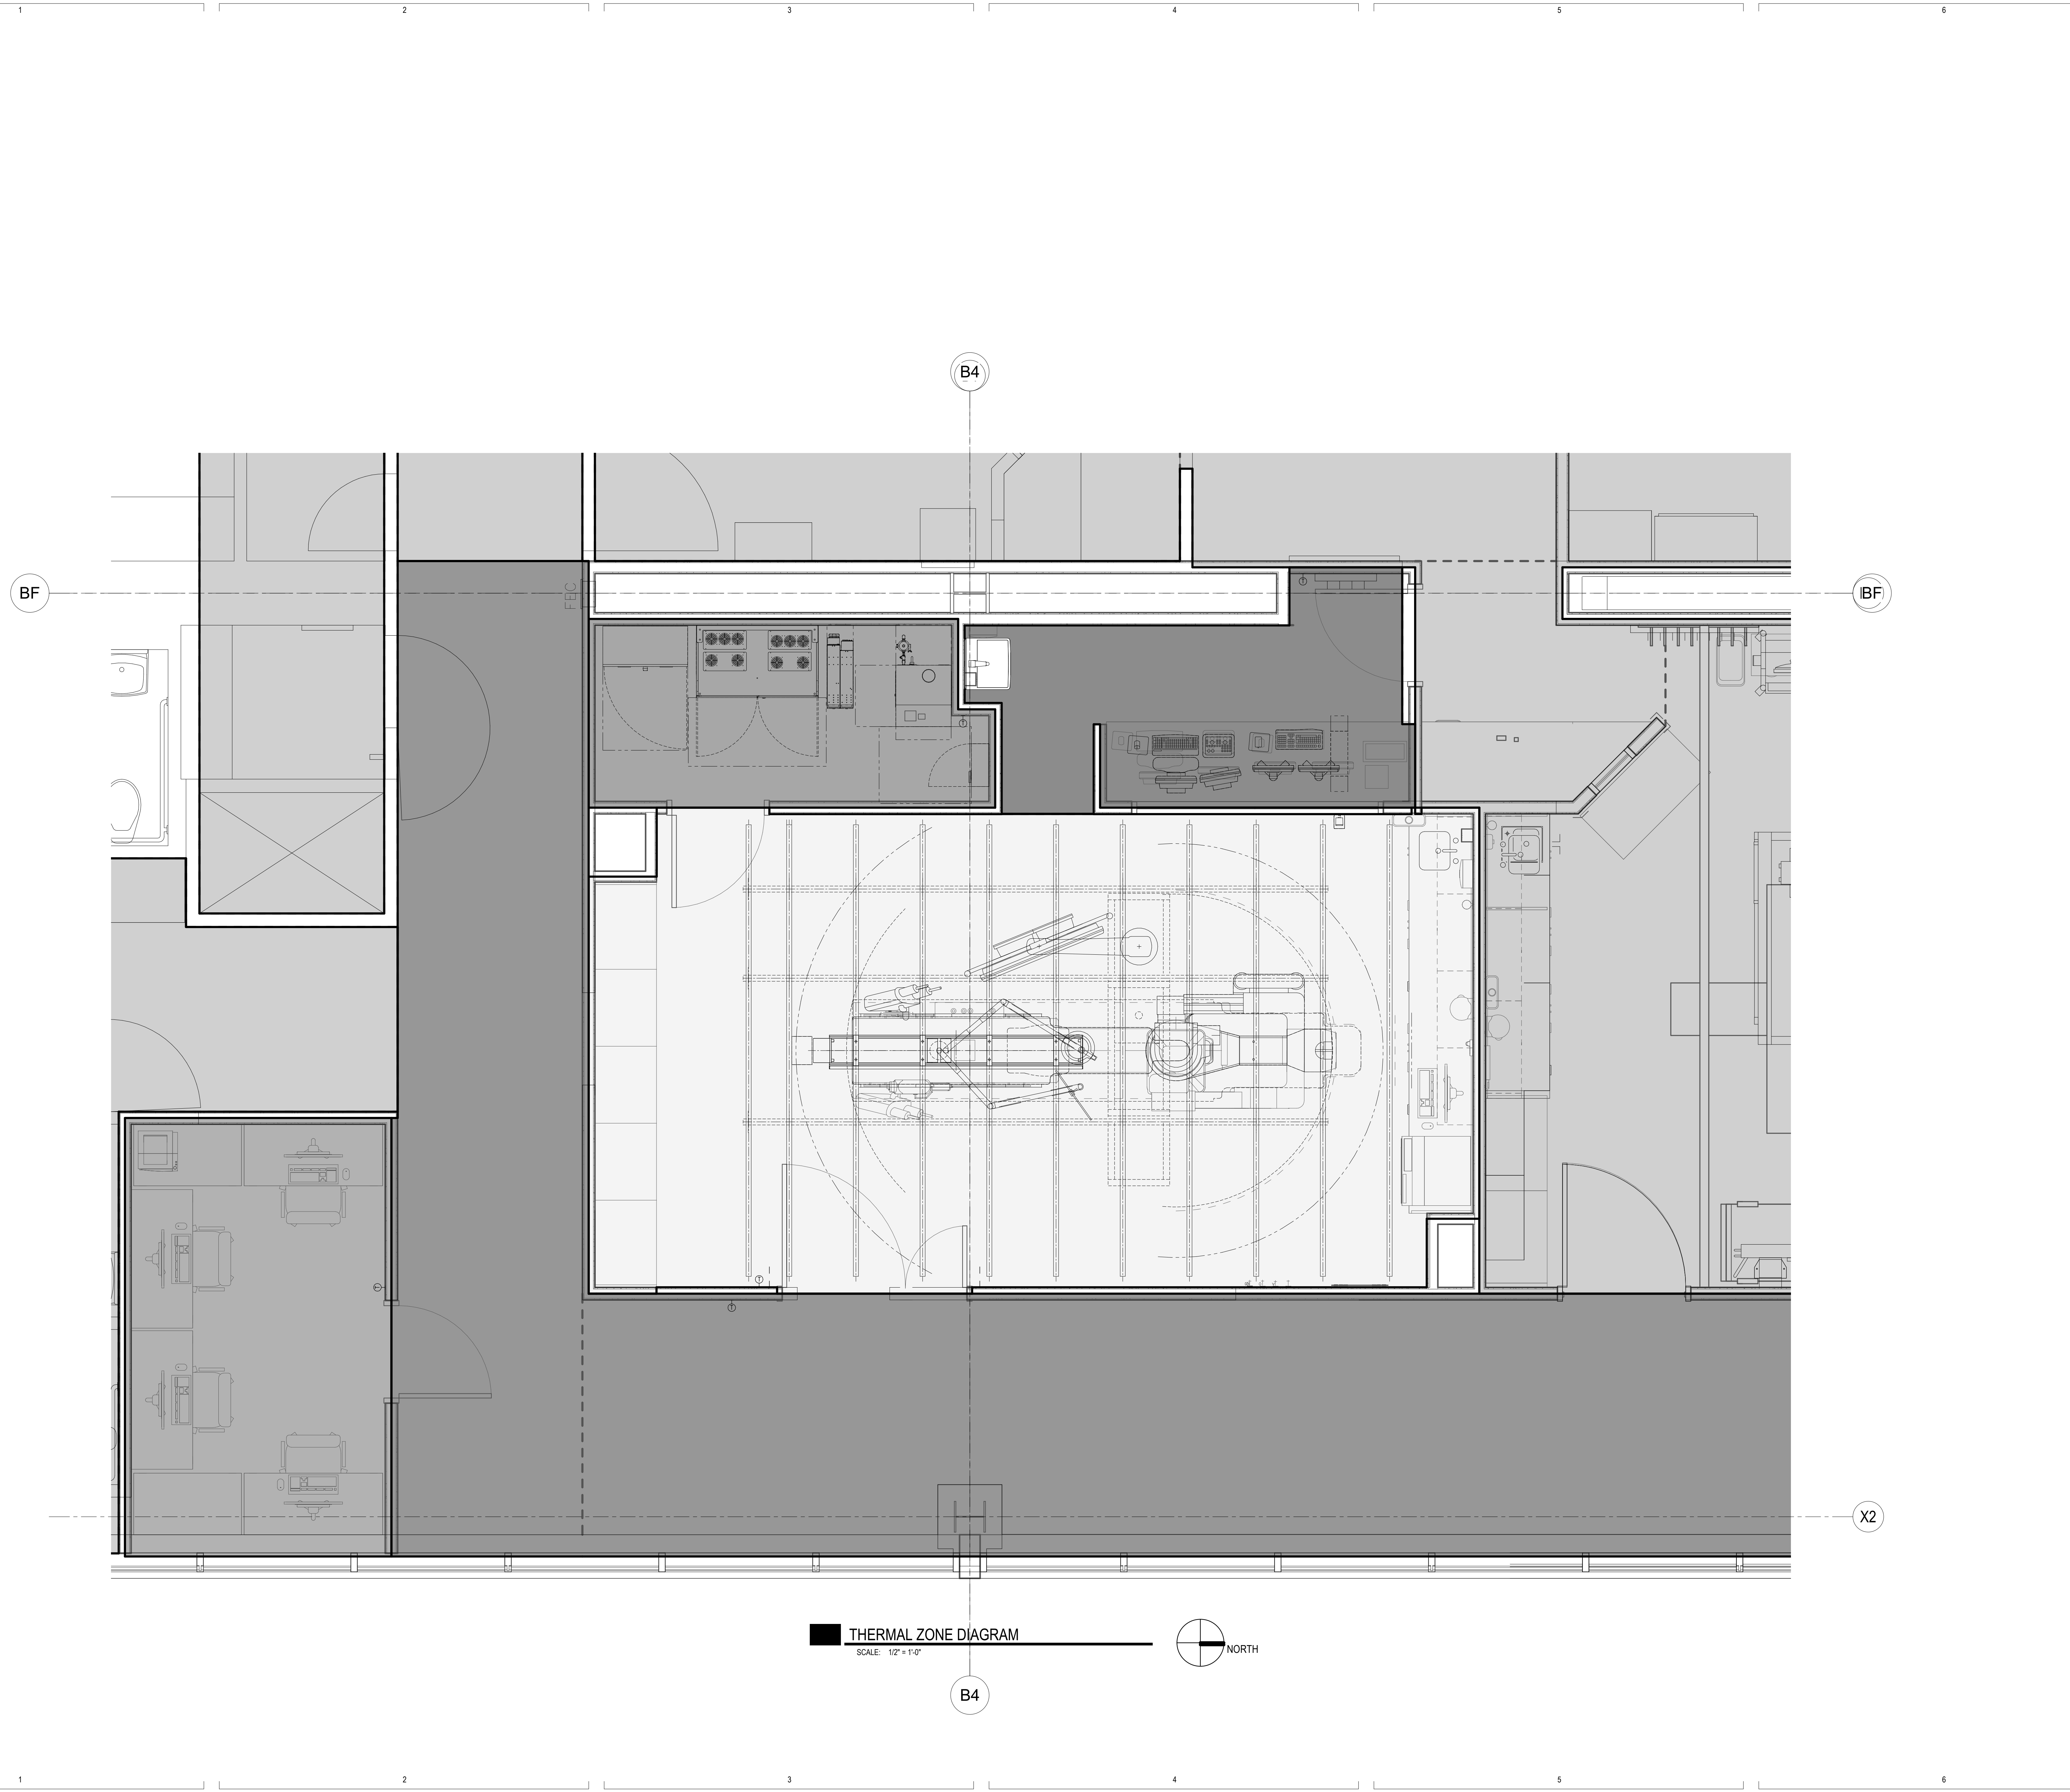 1 2 3 4 5 6
B4
BF BF
FEC
T
T
T
T
T
T
X2
THERMAL ZONE DIAGRAM
SCALE: 1/2" = 1'-0"
NORTH
B4
1 2 3 4 5 6